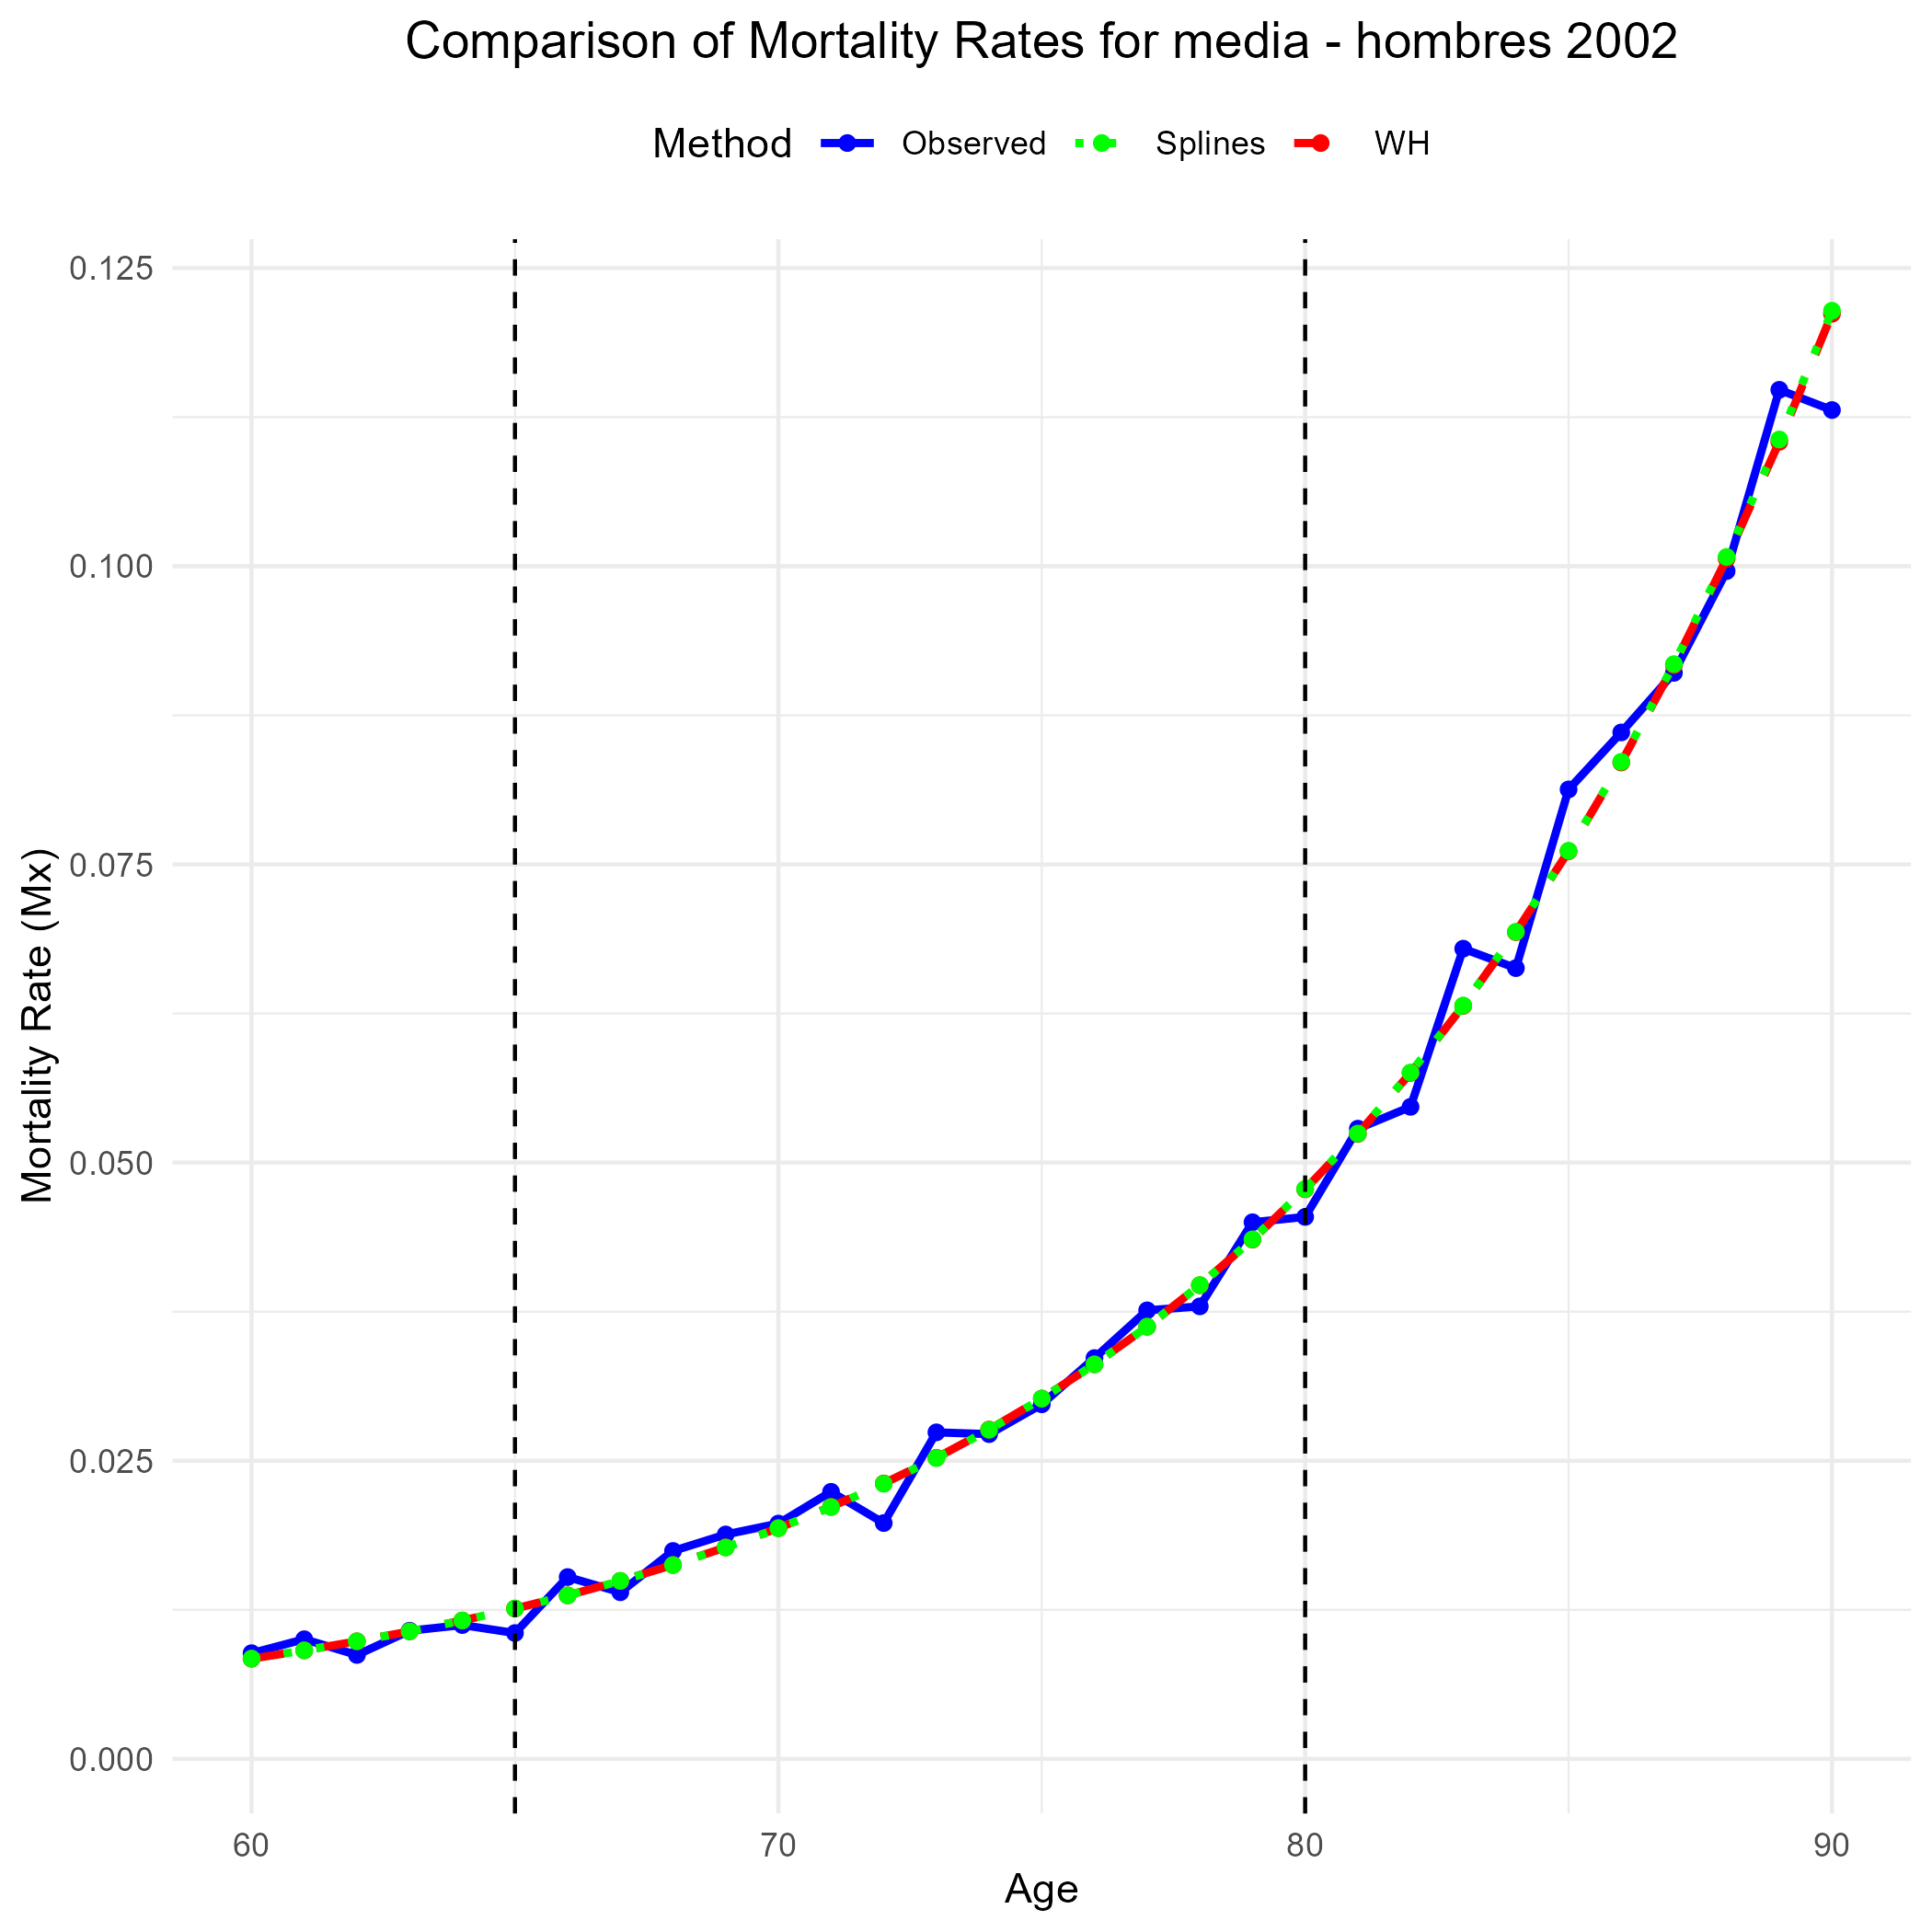 Comparison of Mortality Rates for media - hombres 2002
Method Observed Splines WH
Mortality Rate (Mx)
0.125
0.100
0.075
0.050
0.025
0.000
60 70 80 90
Age